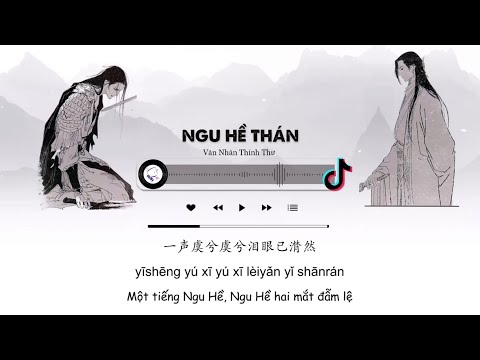 NGU HỀ THÁN
Văn Nhân Thính Thư
一声虞兮虞兮泪眼已潸然
yīshēng yú xī yú xī lèiyǎn yǐ shānrán
Một tiếng Ngu Hề, Ngu Hề hai mắt đẫm lệ